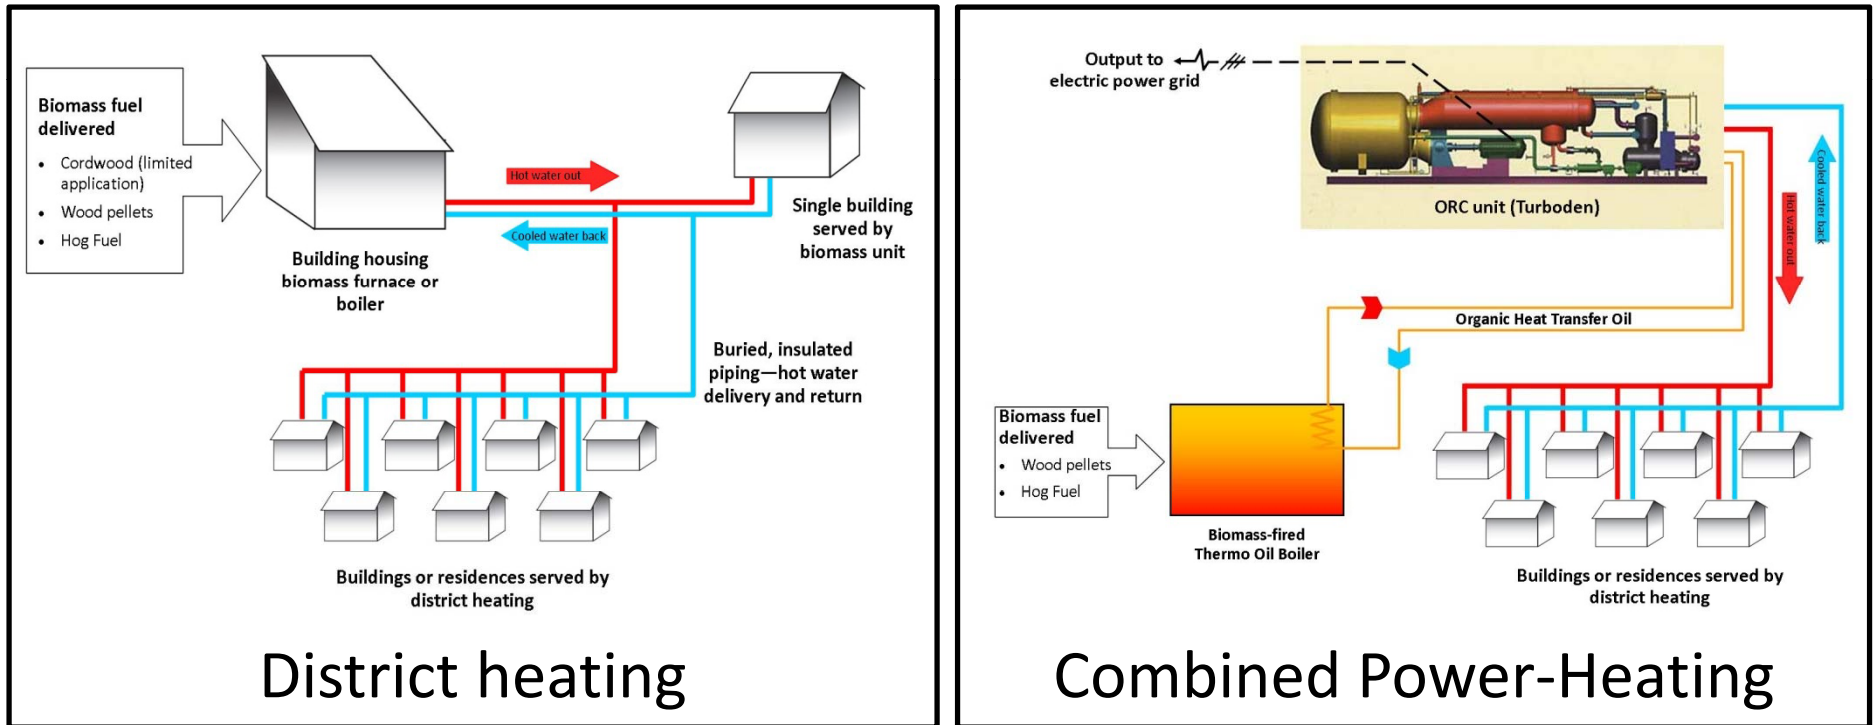 Biomass fuel
delivered
• Cordwood (limited
application)
• Wood pellets
• Hog Fuel
Building housing
biomass furnace or
boiler
Hot water out
Cooled water back
Single building
served by
biomass unit
Buried, insulated
piping—hot water
delivery and return
Buildings or residences served by
district heating
District heating
Output to
electric power grid
ORC unit (Turboden)
Hot water out
Cooled water back
Organic Heat Transfer Oil
Biomass fuel
delivered
• Wood pellets
• Hog Fuel
Biomass-fired
Thermo Oil Boiler
Buildings or residences served by
district heating
Combined Power-Heating